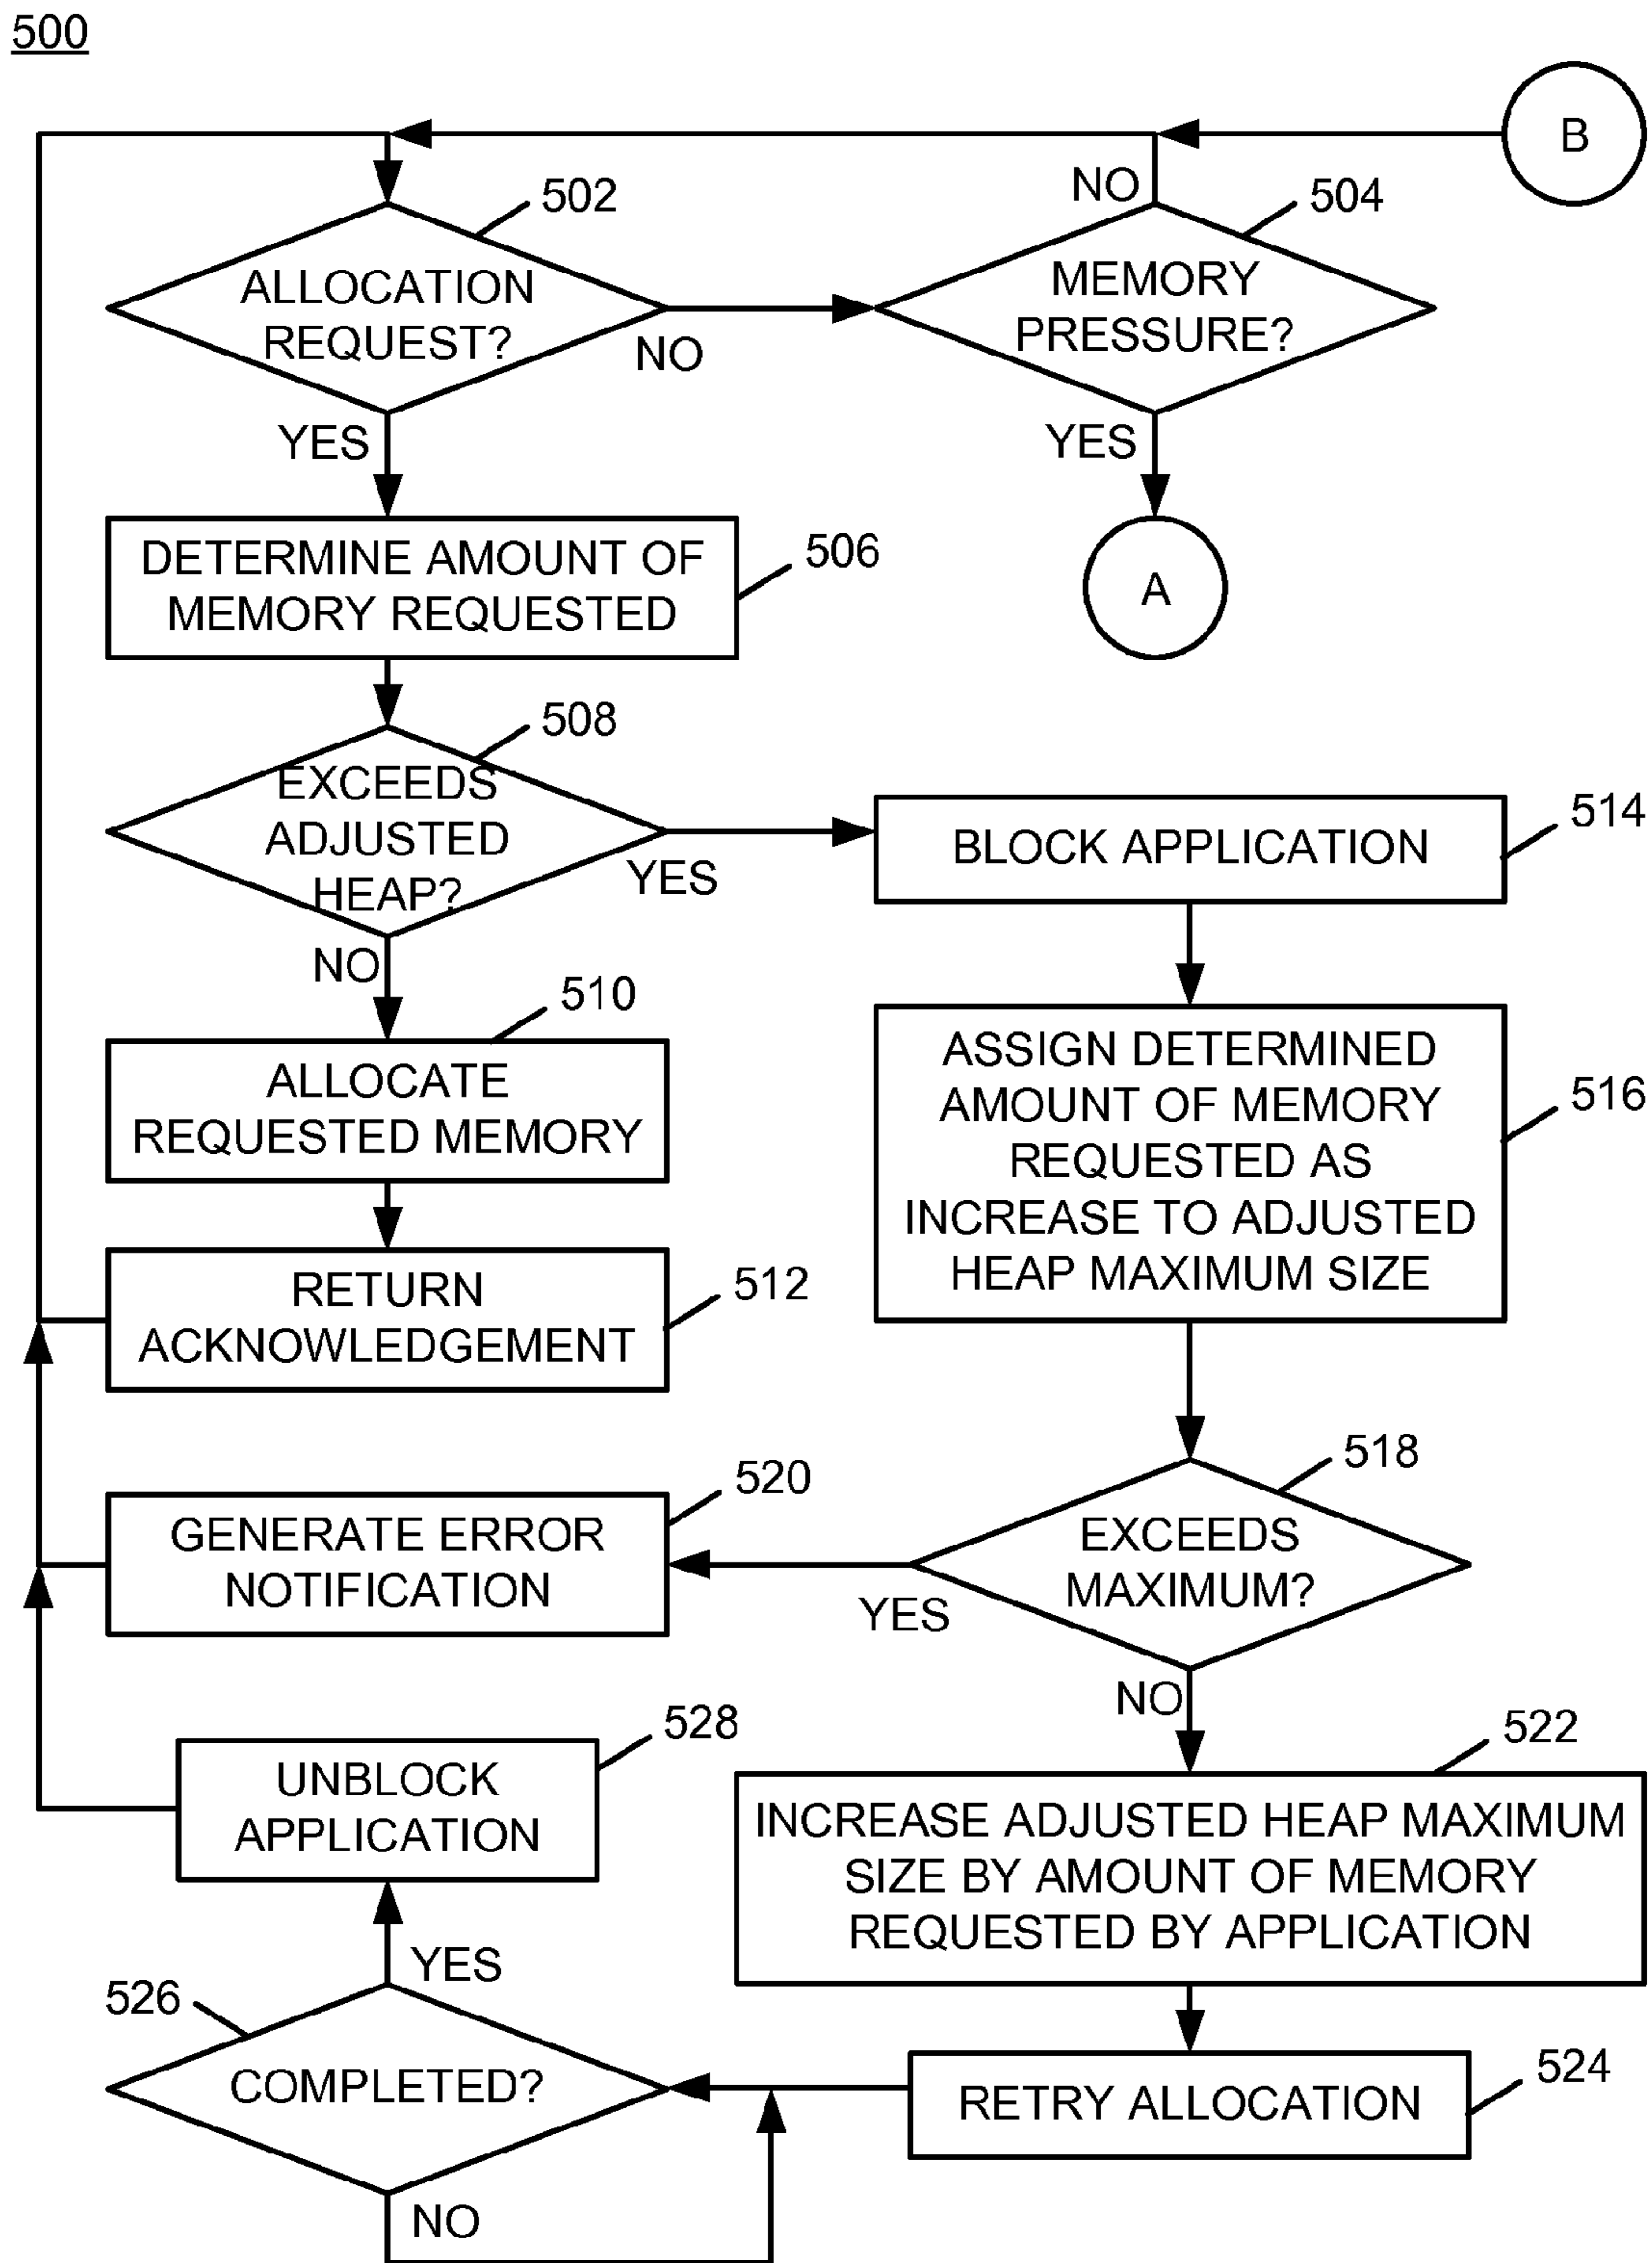 500
B
502
504
NO
ALLOCATION
REQUEST?
MEMORY
PRESSURE?
NO
YES
YES
DETERMINE AMOUNT OF
MEMORY REQUESTED
506
A
508
EXCEEDS
ADJUSTED
HEAP?
YES
NO
BLOCK APPLICATION
514
510
ALLOCATE
REQUESTED MEMORY
ASSIGN DETERMINED
AMOUNT OF MEMORY
REQUESTED AS
INCREASE TO ADJUSTED
HEAP MAXIMUM SIZE
516
RETURN
ACKNOWLEDGEMENT
512
518
520
GENERATE ERROR
NOTIFICATION
EXCEEDS
MAXIMUM?
YES
NO
528
UNBLOCK
APPLICATION
522
INCREASE ADJUSTED HEAP MAXIMUM
SIZE BY AMOUNT OF MEMORY
REQUESTED BY APPLICATION
YES
526
COMPLETED?
RETRY ALLOCATION
524
NO